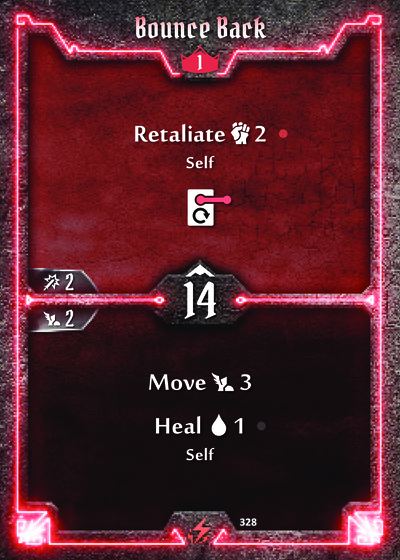 Bounce Back
1
Retaliate 2
Self
2
14
2
Move 3
Heal 1
Self
328